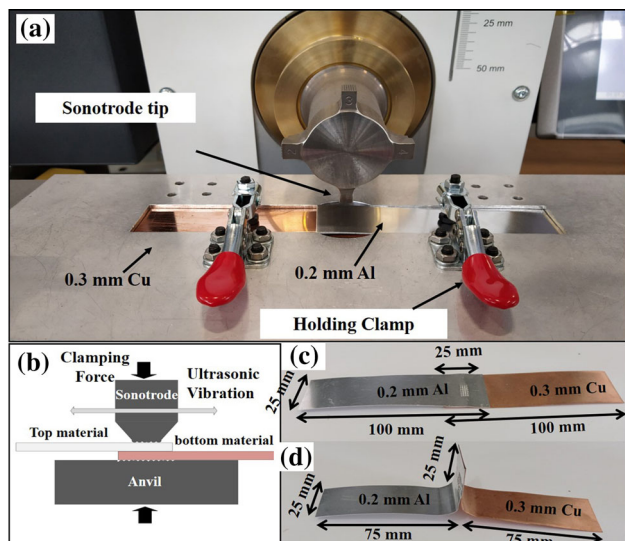 (a)
25 mm
50 mm
Sonotrode tip
0.3 mm Cu
0.2 mm Al
Holding Clamp
(b)
Clamping
Force
Ultrasonic
Vibration
Sonotrode
Top material
bottom material
Anvil
(c)
25 mm
25 mm
0.2 mm Al
0.3 mm Cu
100 mm
100 mm
(d)
25 mm
25 mm
0.2 mm Al
0.3 mm Cu
75 mm
75 mm